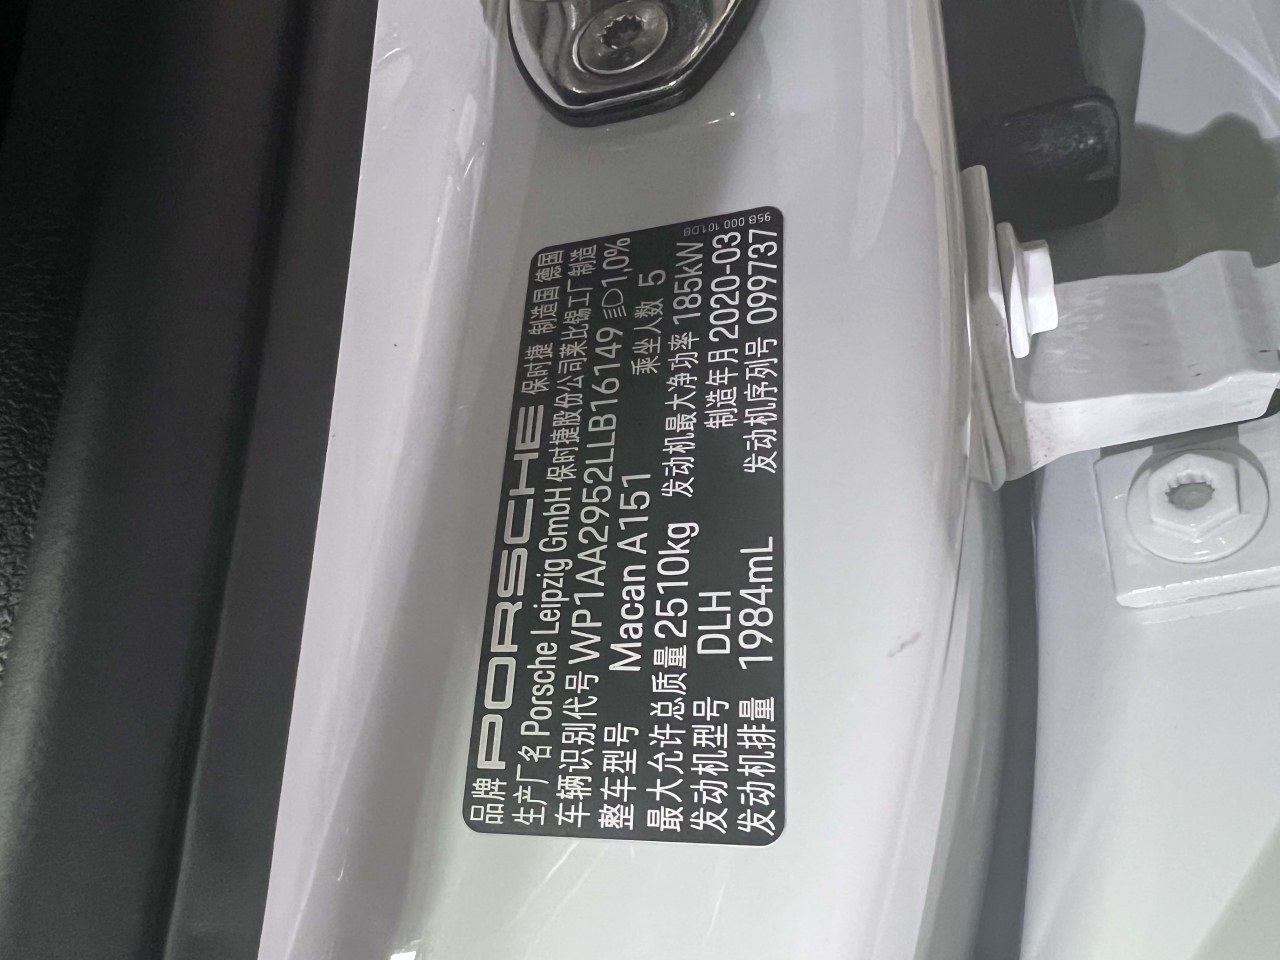 95B 000 101DB
品牌 PORSCHE 保时捷 制造国 德国
生产厂名 Porsche Leipzig GmbH 保时捷股份公司莱比锡工厂制造
车辆识别代号 WP1AA2952LLB16149 1,0%
整车型号 Macan A151 乘坐人数 5
最大允许总质量 2510kg 发动机最大净功率 185kW
发动机型号 DLH 制造年月 2020-03
发动机排量 1984mL 发动机序列号 099737